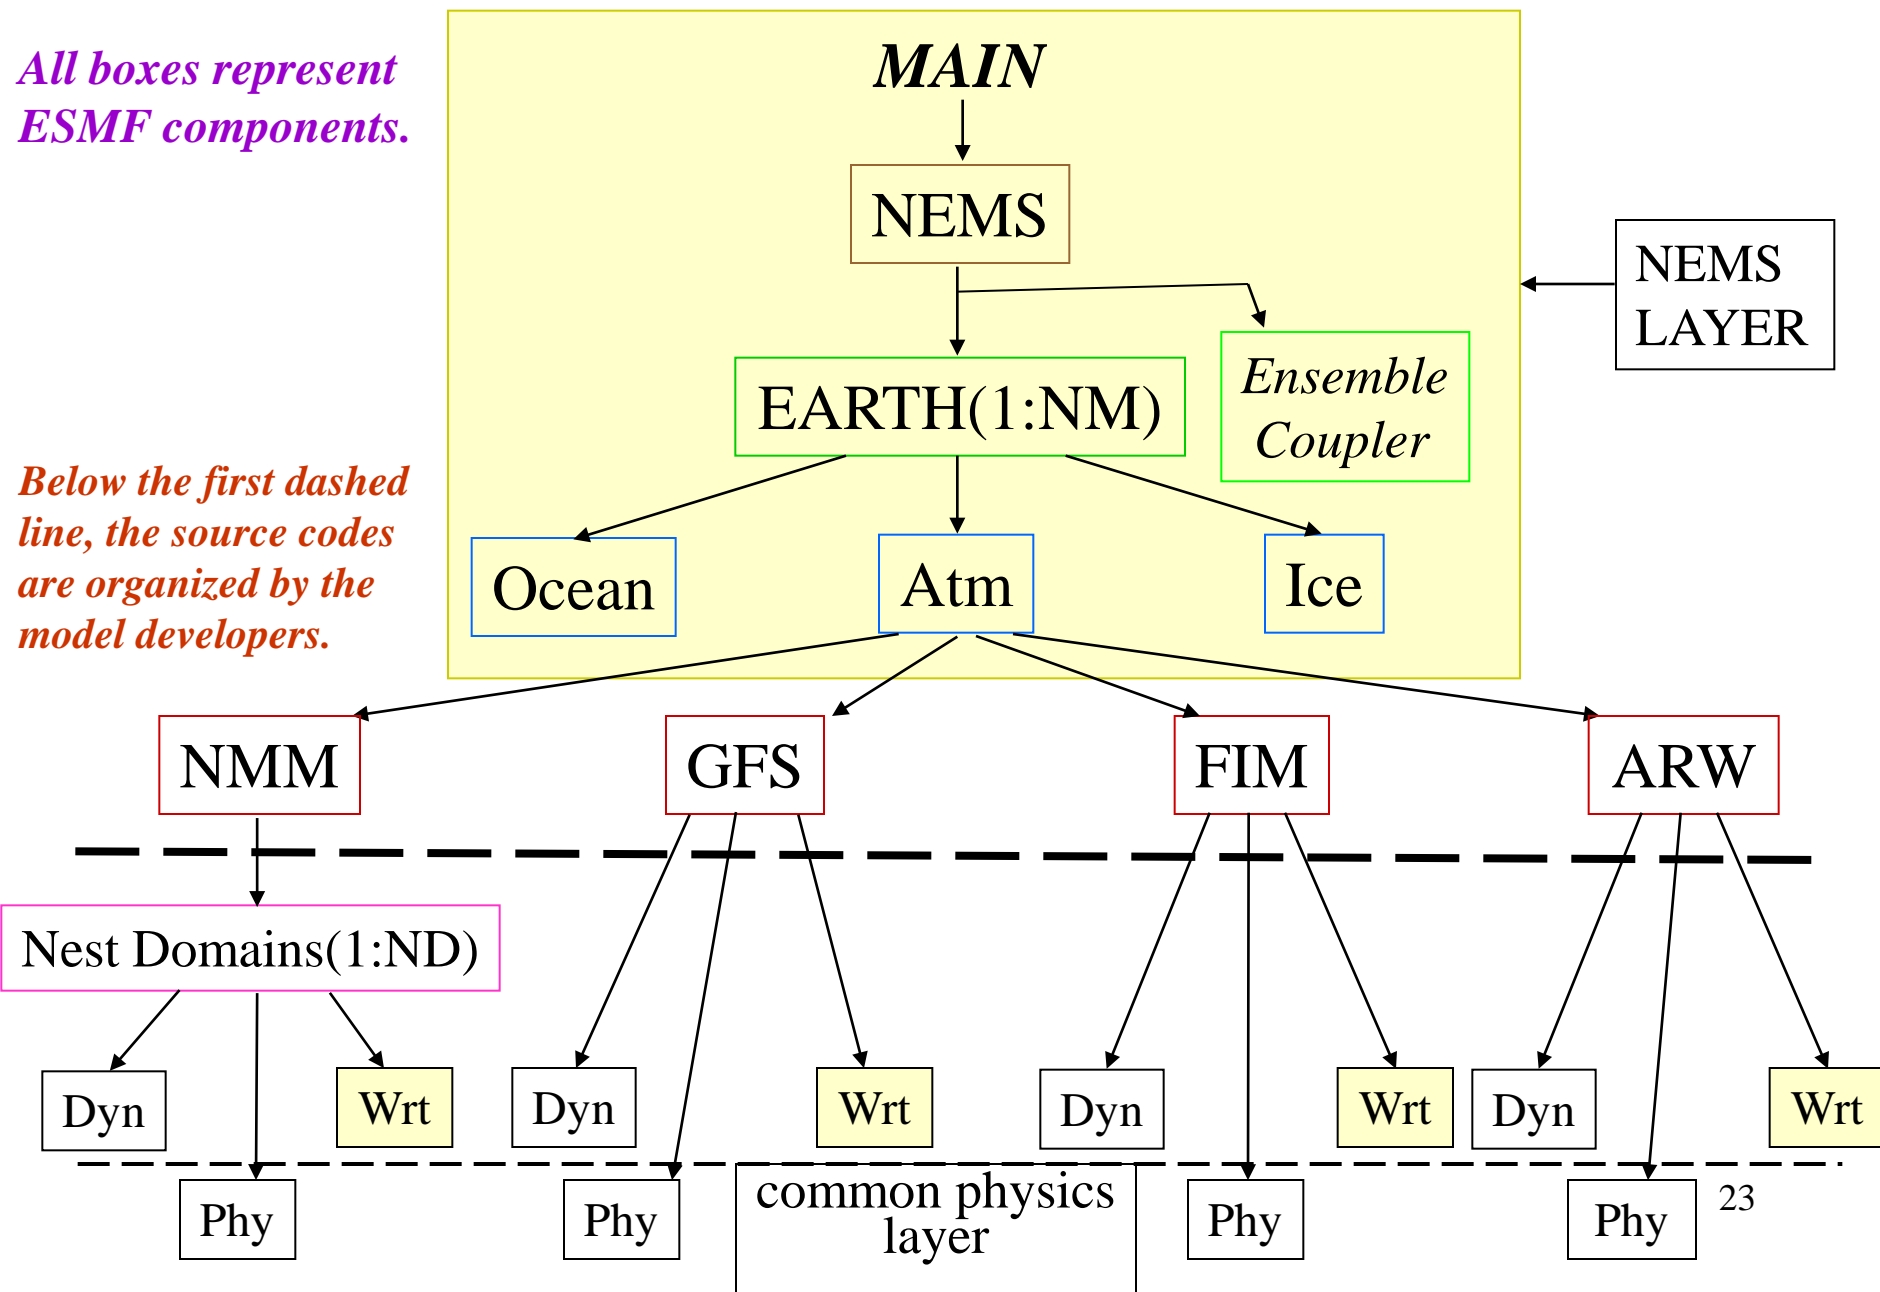 All boxes represent
ESMF components.
MAIN
NEMS
NEMS
LAYER
EARTH(1:NM)
Ensemble
Coupler
Below the first dashed
line, the source codes
are organized by the
model developers.
Ocean
Atm
Ice
NMM
GFS
FIM
ARW
Nest Domains(1:ND)
Dyn
Wrt
Dyn
Wrt
Dyn
Wrt
Dyn
Wrt
Phy
Phy
common physics
layer
Phy
Phy
23